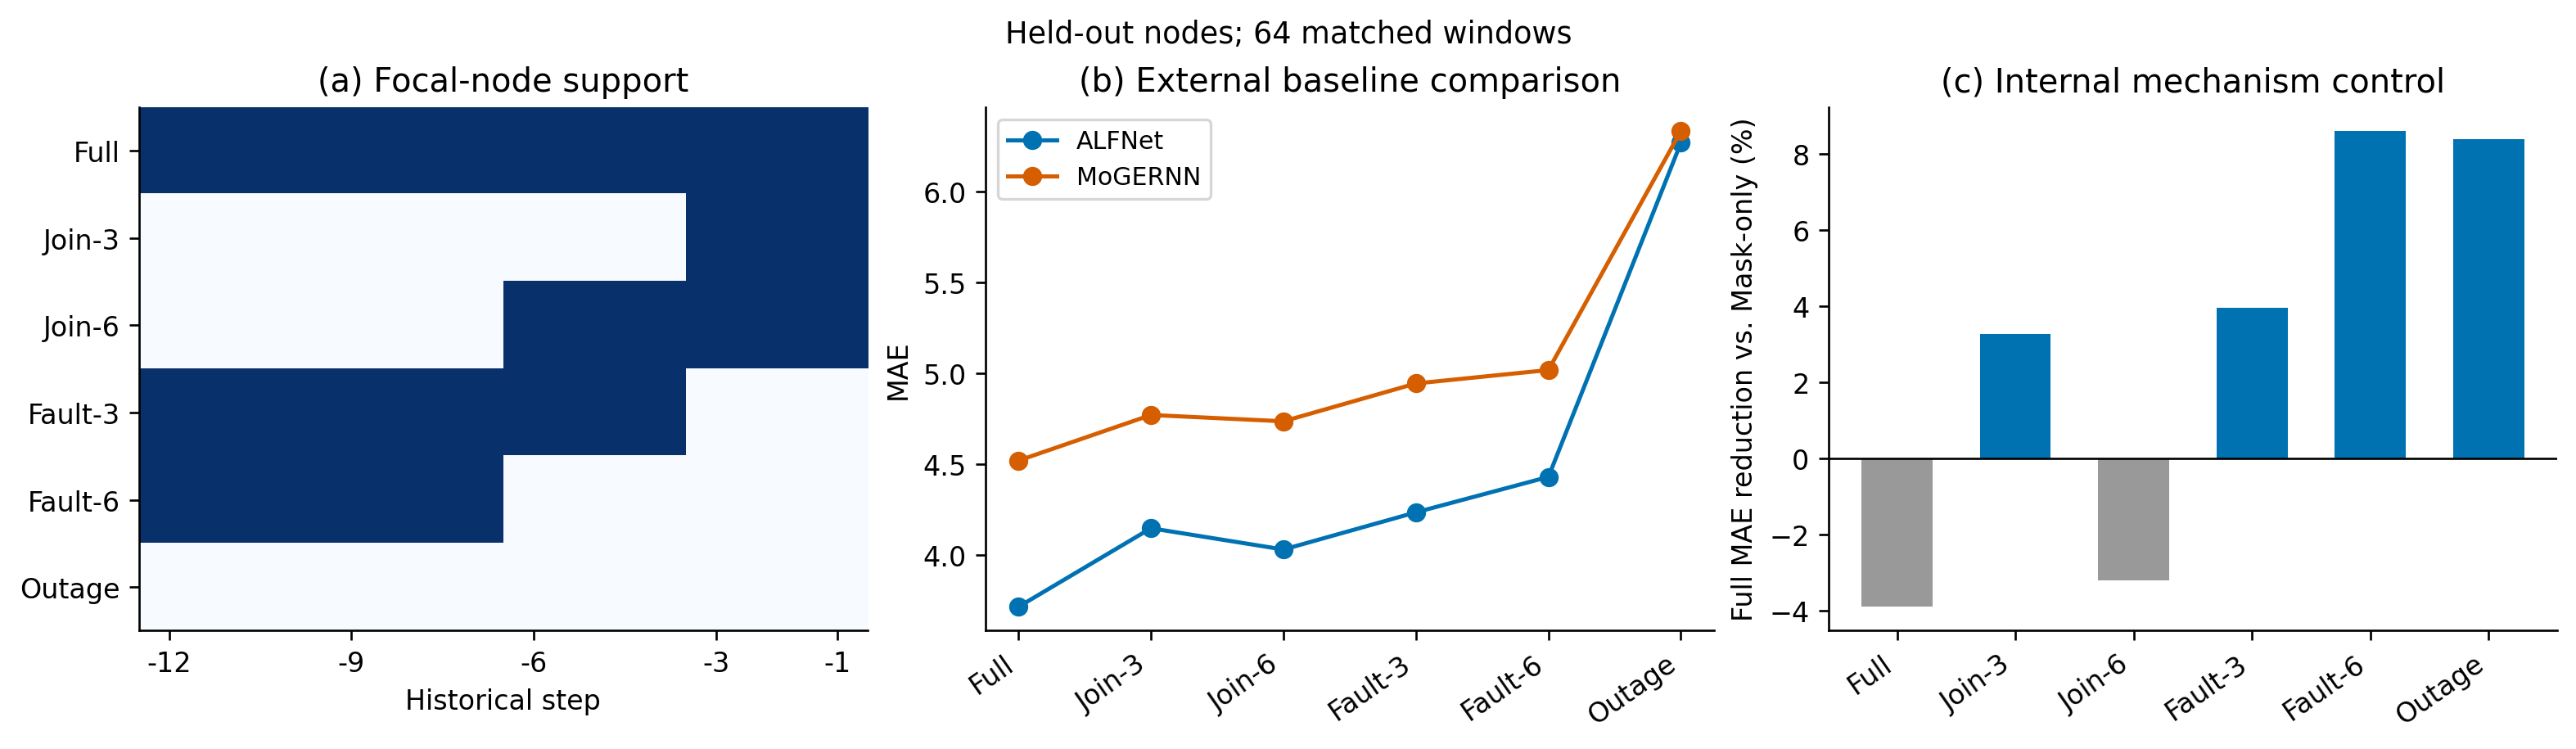 Held-out nodes; 64 matched windows
(a) Focal-node support
Full
Join-3
Join-6
Fault-3
Fault-6
Outage
-12
-9
-6
-3
-1
Historical step
(b) External baseline comparison
ALFNet
MoGERNN
MAE
6.0
5.5
5.0
4.5
4.0
Full
Join-3
Join-6
Fault-3
Fault-6
Outage
(c) Internal mechanism control
Full MAE reduction vs. Mask-only (%)
8
6
4
2
0
−2
−4
Full
Join-3
Join-6
Fault-3
Fault-6
Outage